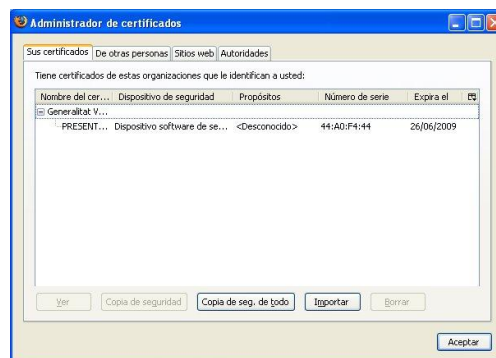 Administrador de certificados
Sus certificados De otras personas Sitios web Autoridades
Tiene certificados de estas organizaciones que le identifican a usted:
Nombre del cer... Dispositivo de seguridad Propósitos Número de serie Expira el
Generalitat V...
PRESENT... Dispositivo software de se... <Desconocido> 44:A0:F4:44 26/06/2009
Ver Copia de seguridad Copia de seg. de todo Importar Borrar
Aceptar